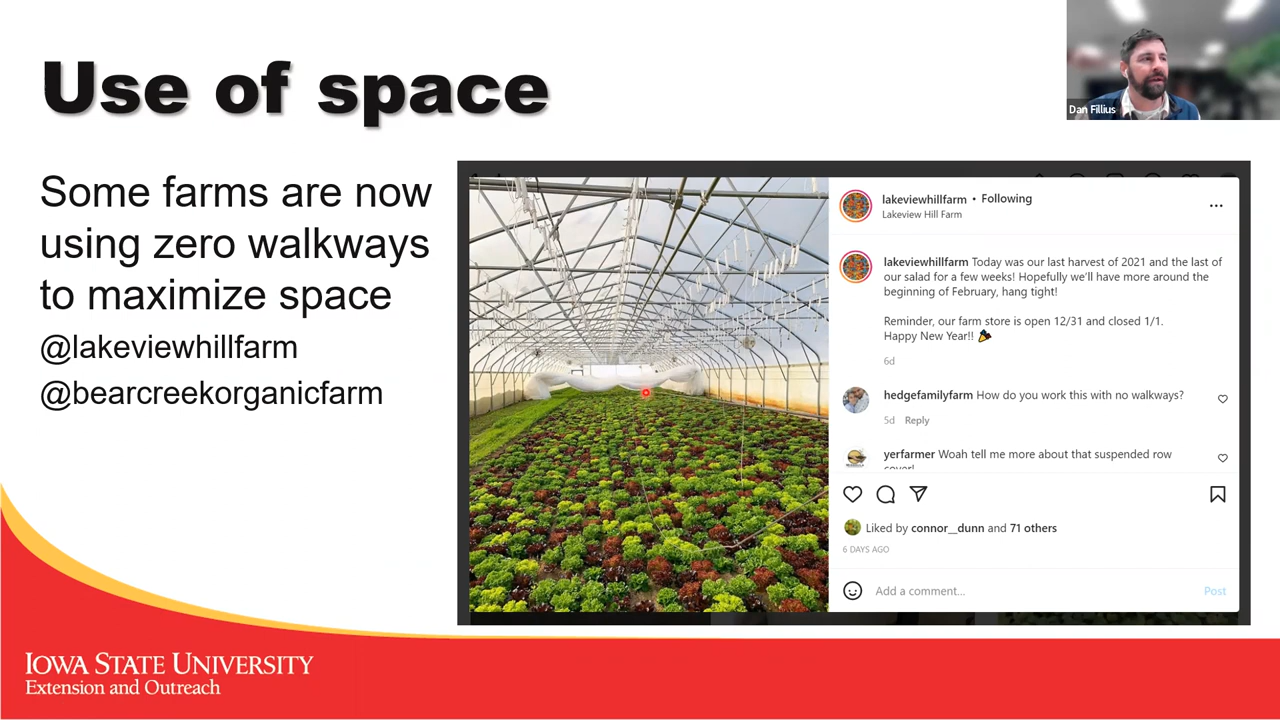 Use of space
Dan Fillius
Some farms are now
using zero walkways
to maximize space
@lakeviewhillfarm
@bearcreekorganicfarm
lakeviewhillfarm • Following
Lakeview Hill Farm
lakeviewhillfarm Today was our last harvest of 2021 and the last of
our salad for a few weeks! Hopefully we'll have more around the
beginning of February, hang tight!
Reminder, our farm store is open 12/31 and closed 1/1.
Happy New Year!! 🎉
6d
hedgefamilyfarm How do you work this with no walkways?
5d Reply
yerfarmer Woah tell me more about that suspended row
cover!
Liked by connor__dunn and 71 others
6 DAYS AGO
Add a comment...
Post
IOWA STATE UNIVERSITY
Extension and Outreach